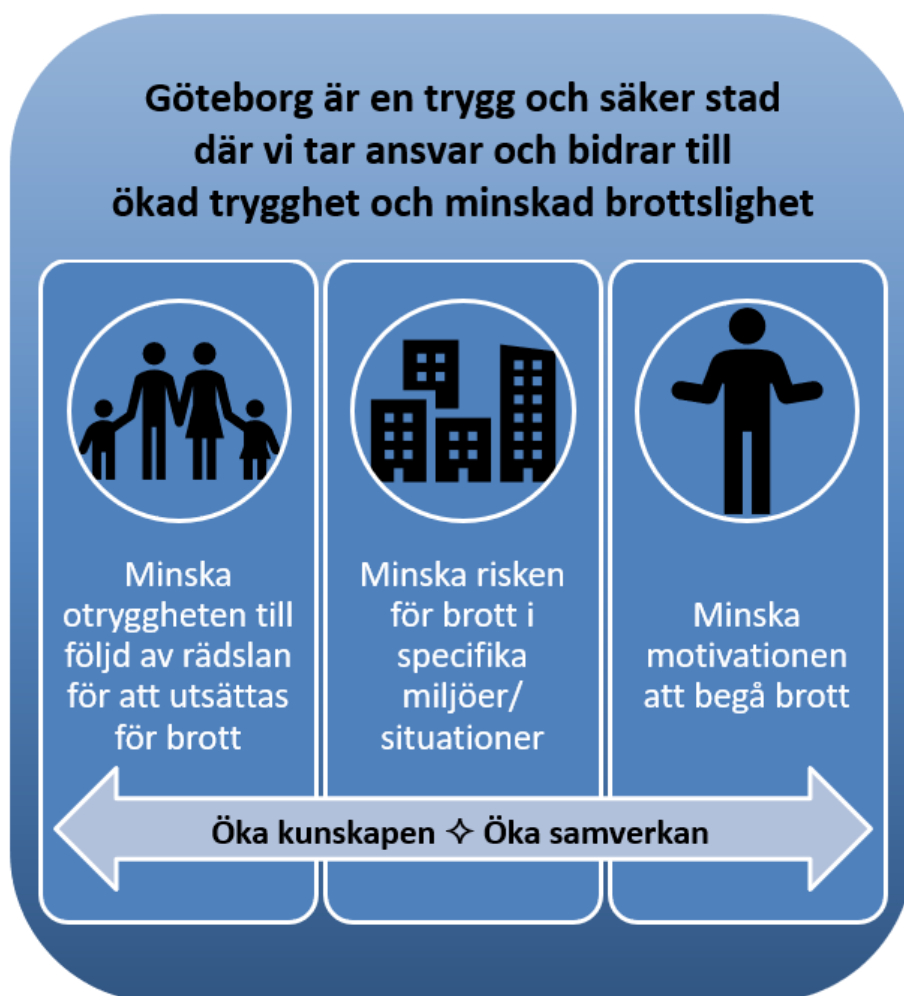 Göteborg är en trygg och säker stad
där vi tar ansvar och bidrar till
ökad trygghet och minskad brottslighet
Minska
otryggheten till
följd av rädslan
för att utsättas
för brott
Minska risken
för brott i
specifika
miljöer/
situationer
Minska
motivationen
att begå brott
Öka kunskapen ✧ Öka samverkan